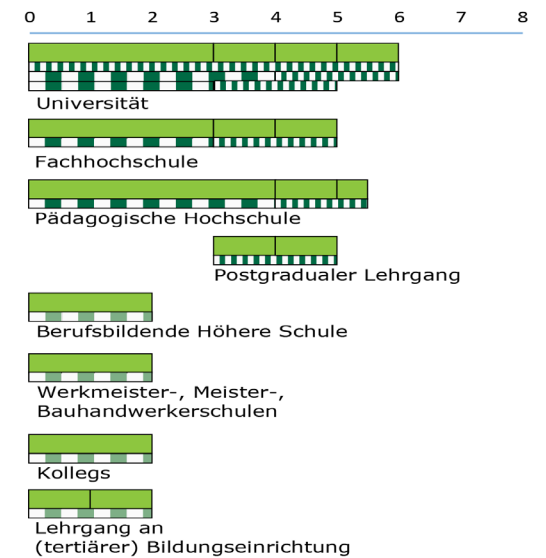 0 1 2 3 4 5 6 7 8
Universität
Fachhochschule
Pädagogische Hochschule
Postgradualer Lehrgang
Berufsbildende Höhere Schule
Werkmeister-, Meister-,
Bauhandwerkerschulen
Kollegs
Lehrgang an
(tertiärer) Bildungseinrichtung